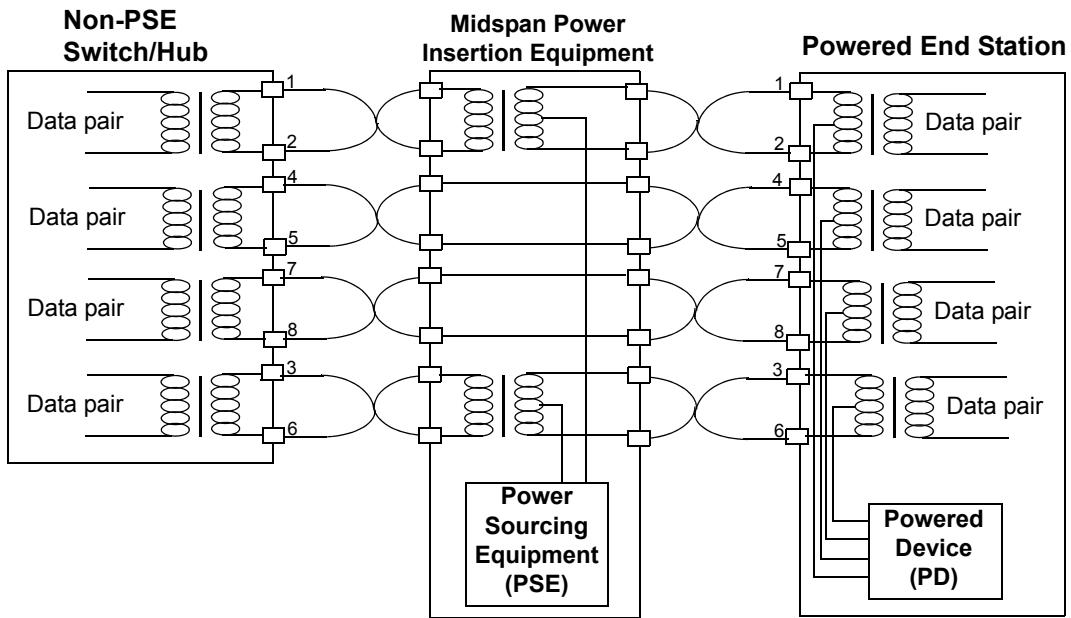 Non-PSE
Switch/Hub
Midspan Power
Insertion Equipment
Powered End Station
Data pair
1
2
1
2
Data pair
Data pair
4
5
4
5
Data pair
Data pair
7
8
7
8
Data pair
Data pair
3
6
3
6
Data pair
Power
Sourcing
Equipment
(PSE)
Powered
Device
(PD)